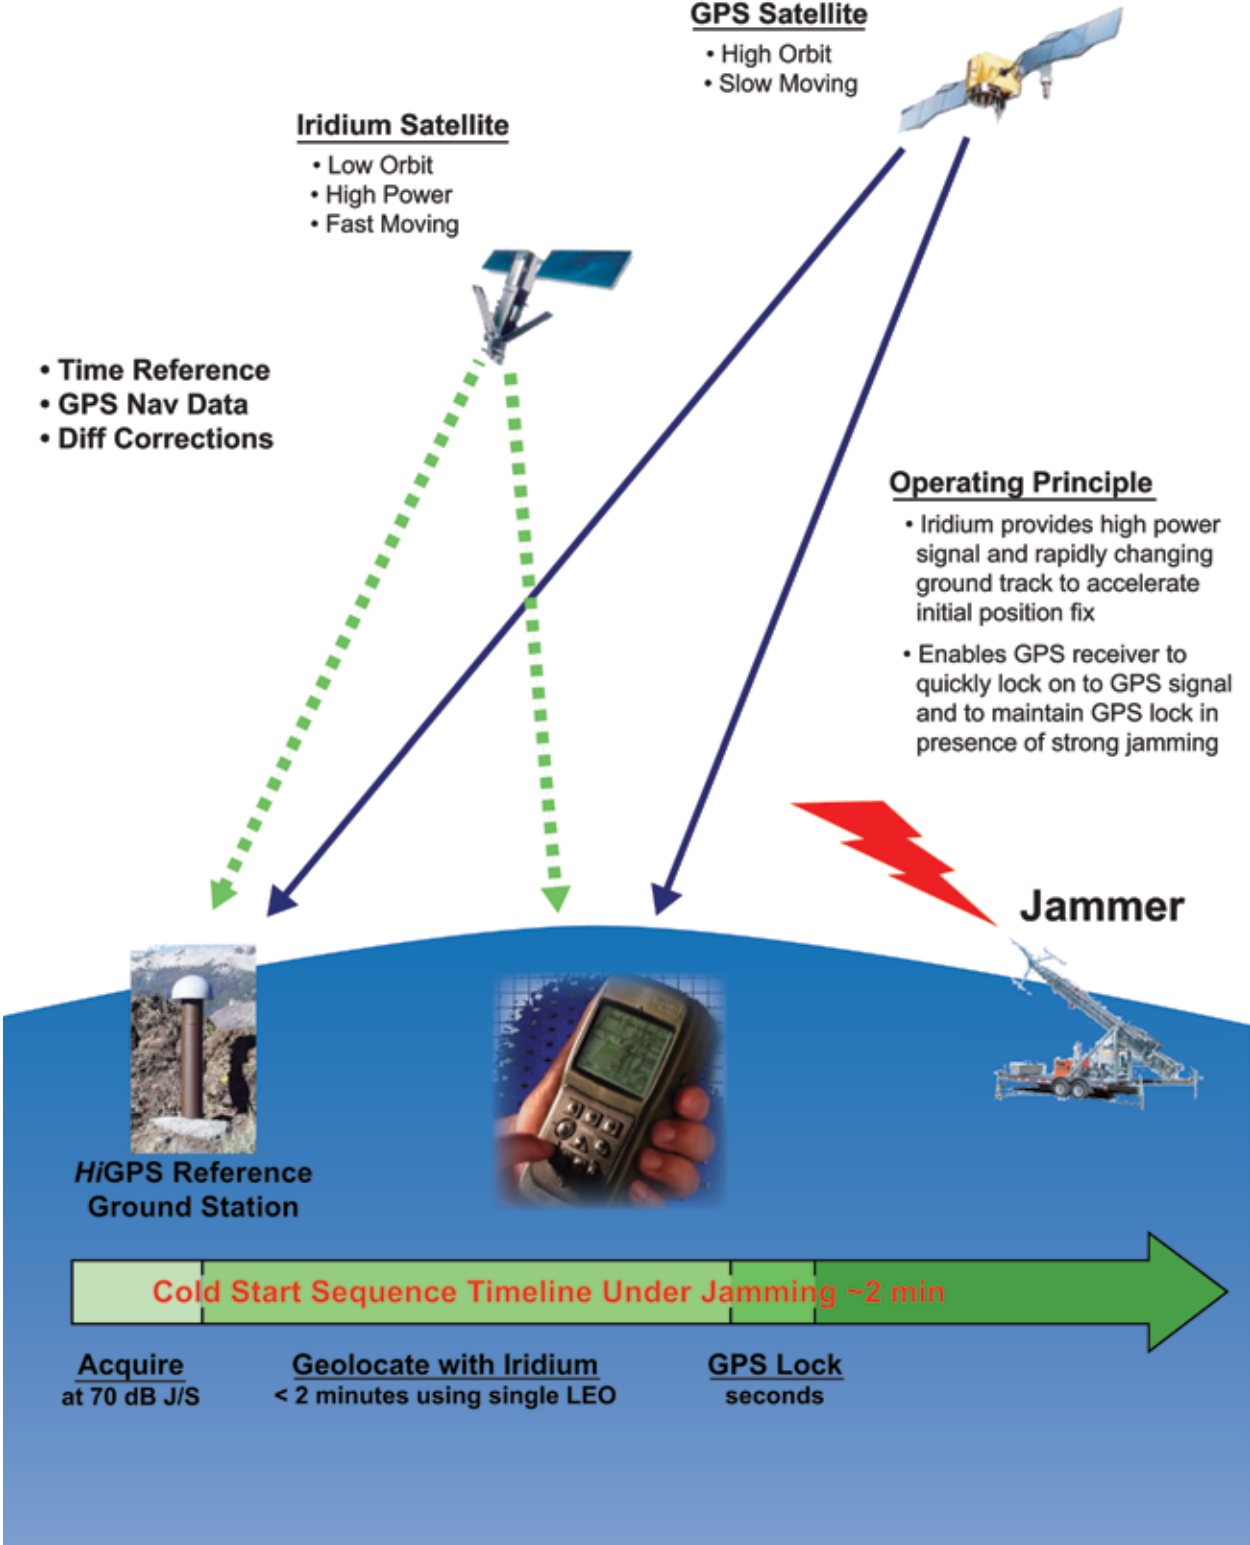 GPS Satellite
• High Orbit
• Slow Moving
Iridium Satellite
• Low Orbit
• High Power
• Fast Moving
• Time Reference
• GPS Nav Data
• Diff Corrections
Operating Principle
• Iridium provides high power
signal and rapidly changing
ground track to accelerate
initial position fix
• Enables GPS receiver to
quickly lock on to GPS signal
and to maintain GPS lock in
presence of strong jamming
Jammer
HiGPS Reference
Ground Station
Cold Start Sequence Timeline Under Jamming ~2 min
Acquire
at 70 dB J/S
Geolocate with Iridium
< 2 minutes using single LEO
GPS Lock
seconds